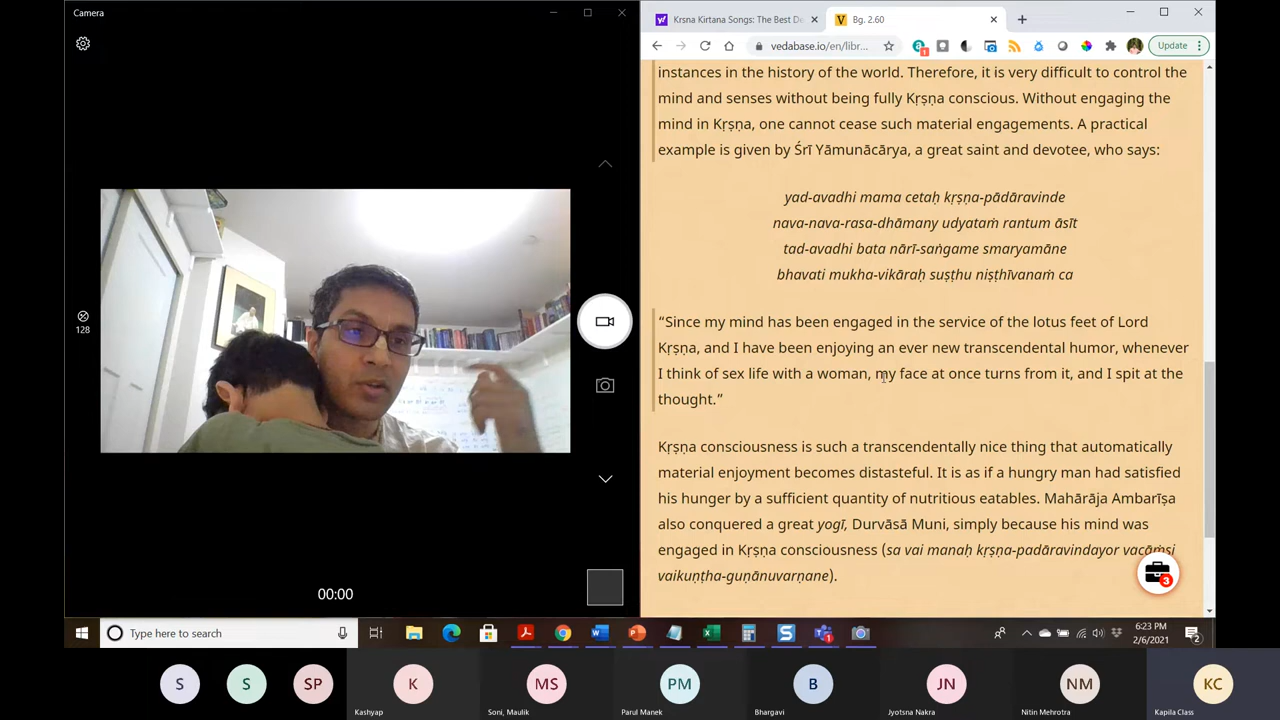 Camera
128
00:00
Krsna Kirtana Songs: The Best De
Bg. 2.60
vedabase.io/en/libr...
Update
1
instances in the history of the world. Therefore, it is very difficult to control the
mind and senses without being fully Kṛṣṇa conscious. Without engaging the
mind in Kṛṣṇa, one cannot cease such material engagements. A practical
example is given by Śrī Yāmunācārya, a great saint and devotee, who says:
yad-avadhi mama cetaḥ kṛṣṇa-pādāravinde
nava-nava-rasa-dhāmany udyataṁ rantum āsīt
tad-avadhi bata nārī-saṅgame smaryamāne
bhavati mukha-vikāraḥ suṣṭhu niṣṭhīvanaṁ ca
“Since my mind has been engaged in the service of the lotus feet of Lord
Kṛṣṇa, and I have been enjoying an ever new transcendental humor, whenever
I think of sex life with a woman, my face at once turns from it, and I spit at the
thought.”
Kṛṣṇa consciousness is such a transcendentally nice thing that automatically
material enjoyment becomes distasteful. It is as if a hungry man had satisfied
his hunger by a sufficient quantity of nutritious eatables. Mahārāja Ambarīṣa
also conquered a great yogī, Durvāsā Muni, simply because his mind was
engaged in Kṛṣṇa consciousness (sa vai manaḥ kṛṣṇa-padāravindayor vacāṁsi
vaikuṇṭha-guṇānuvarṇane).
3
Type here to search
6:23 PM
2/6/2021
2
S
S
SP
K
MS
PM
B
JN
NM
KC
Kashyap
Soni, Maulik
Parul Manek
Bhargavi
Jyotsna Nakra
Nitin Mehrotra
Kapila Class